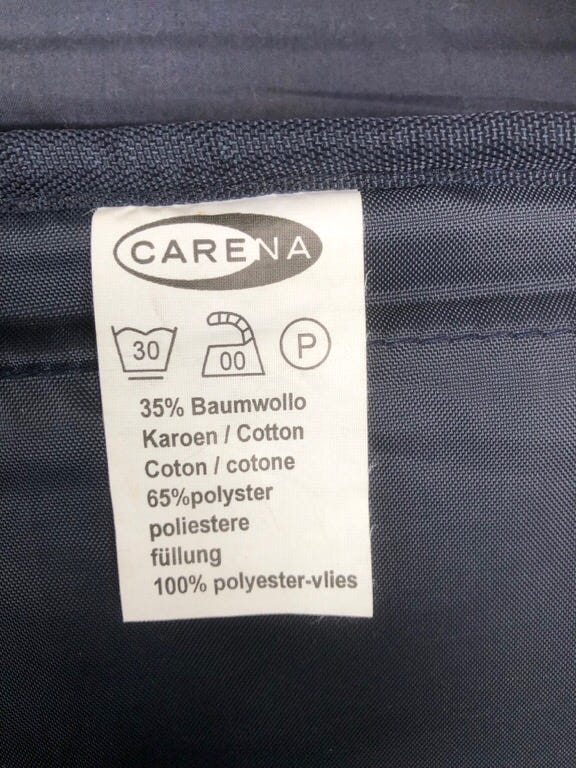 CARENA
30 00 P
35% Baumwollo
Karoen / Cotton
Coton / cotone
65%polyster
poliestere
füllung
100% polyester-vlies